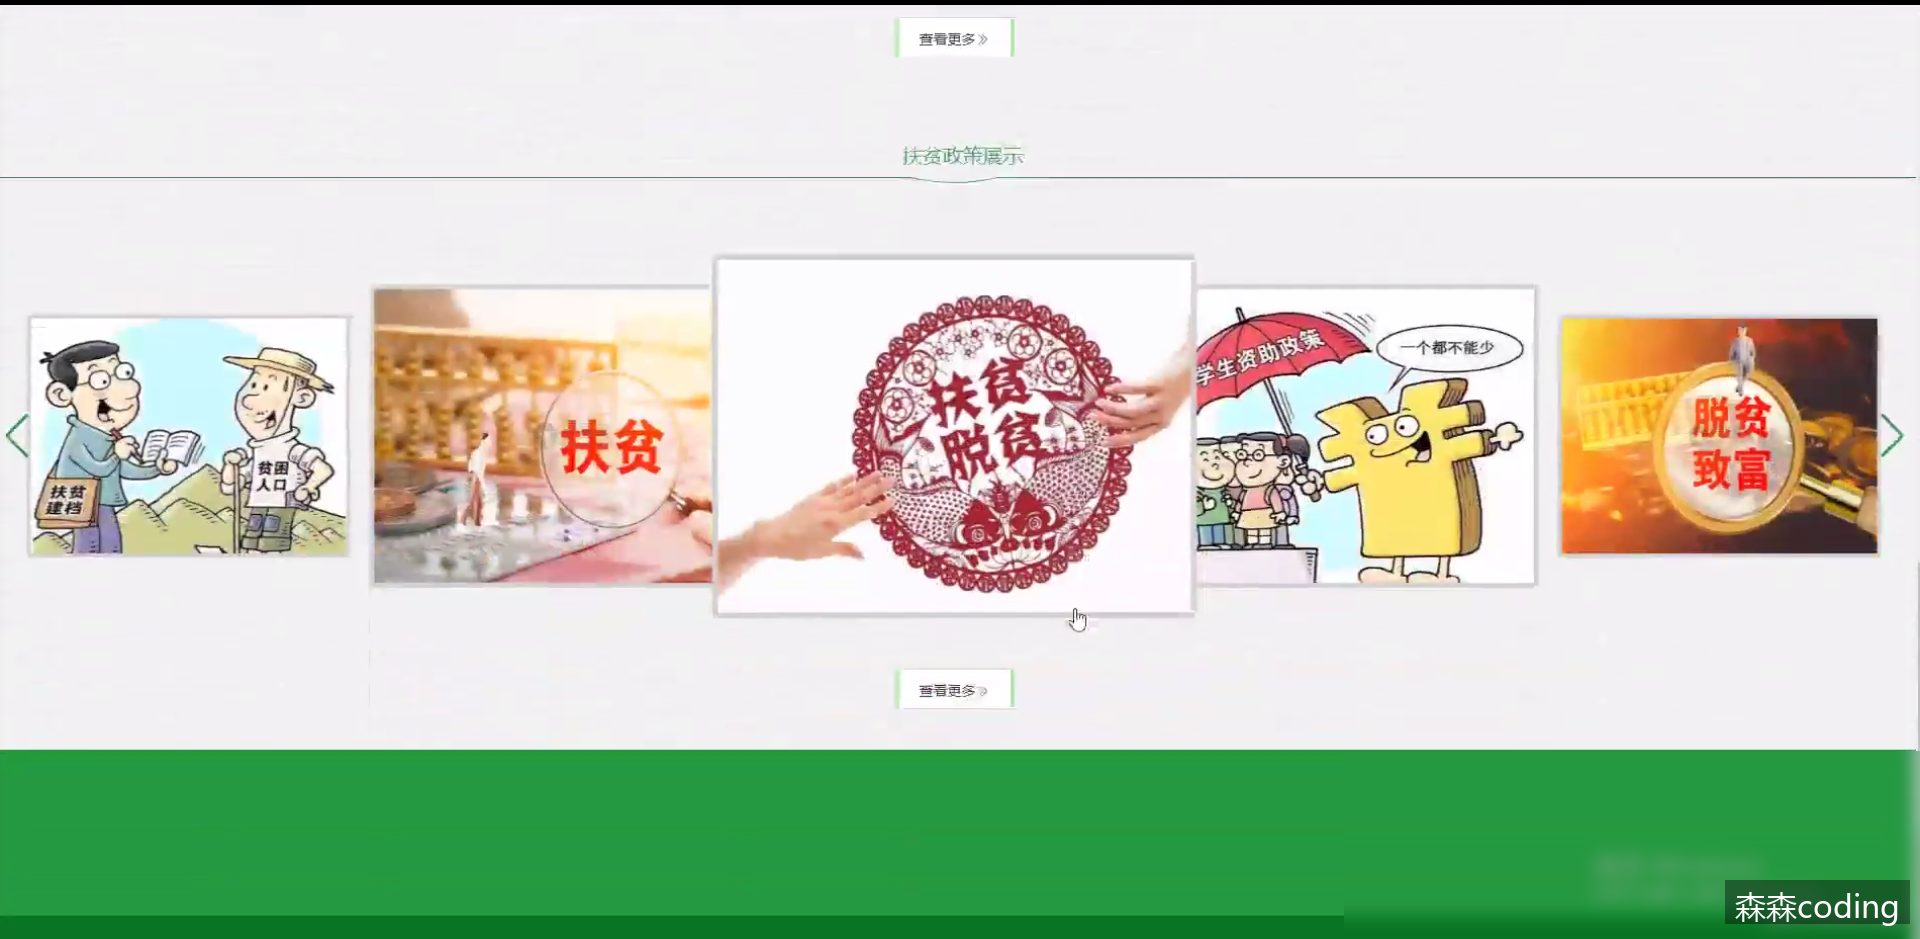 查看更多》
扶贫政策展示
扶贫
建档
贫困
人口
扶贫
扶贫
脱贫
学生资助政策
一个都不能少
脱贫
致富
查看更多》
森森coding